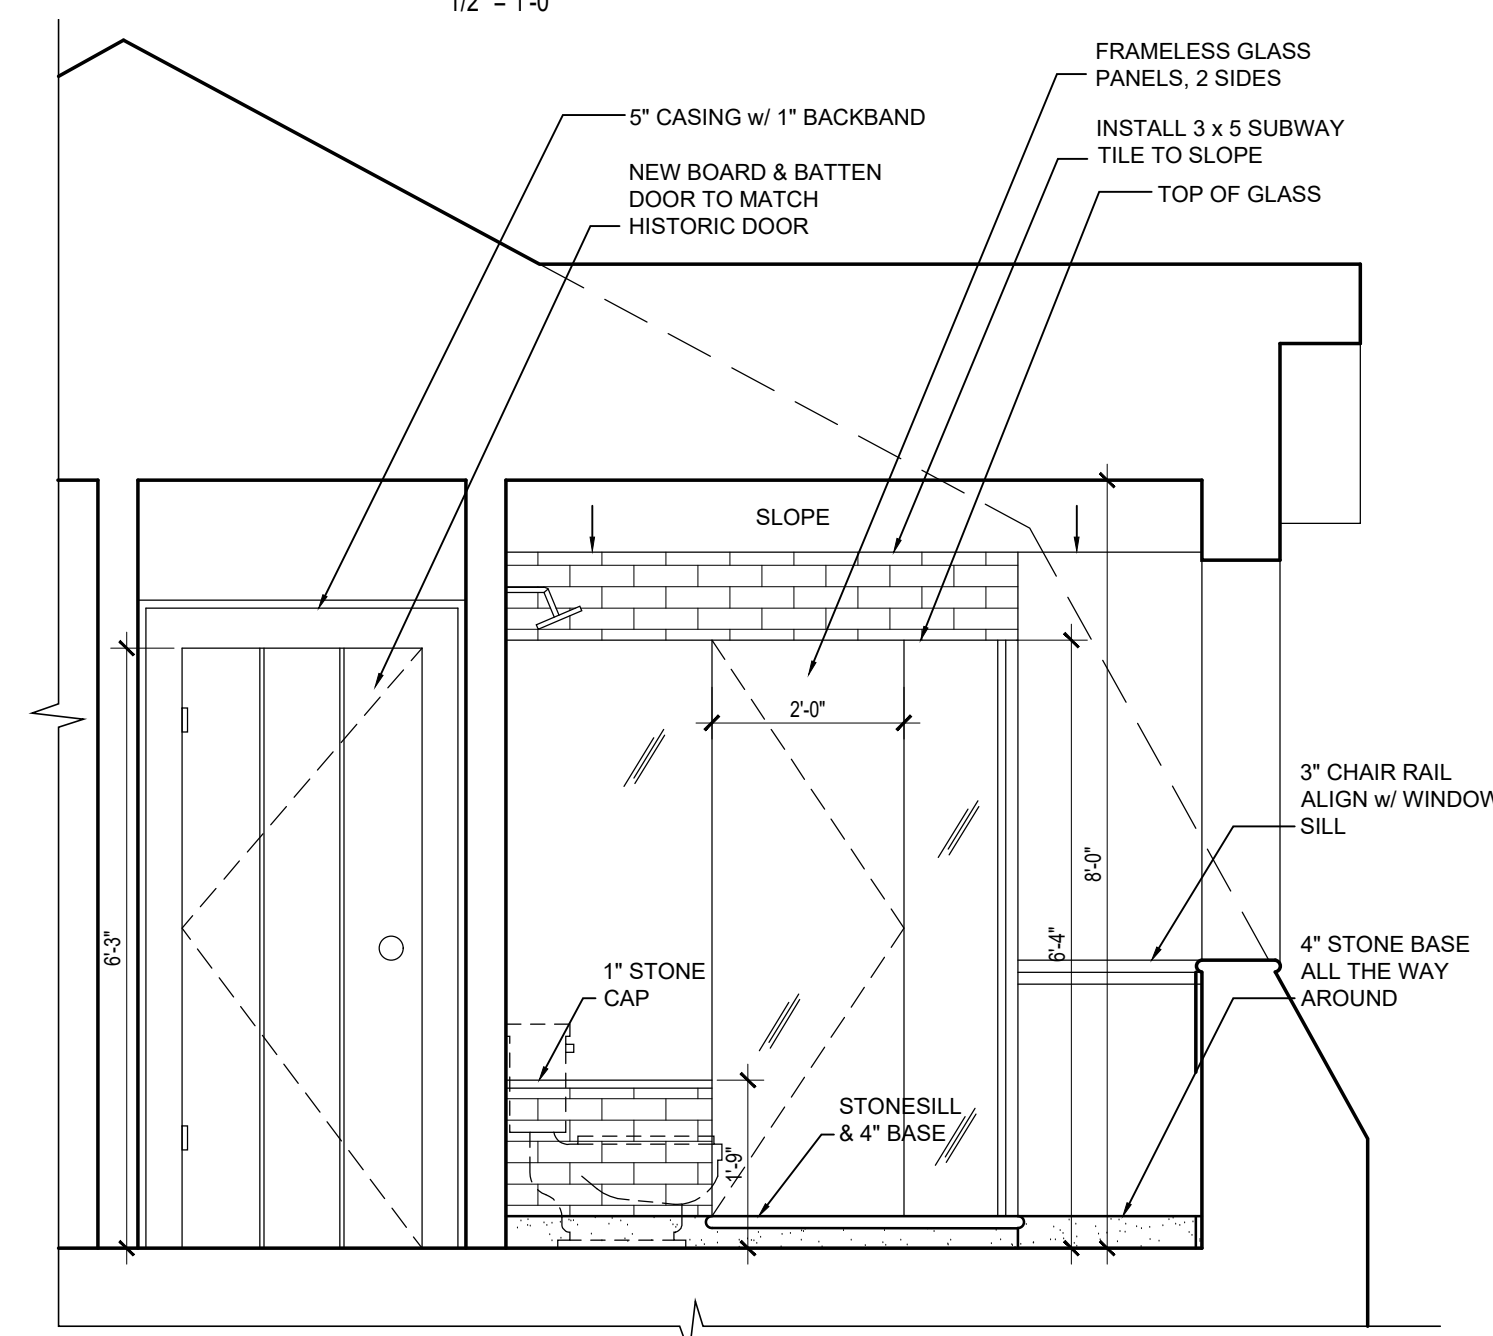 1/2" = 1'-0"
FRAMELESS GLASS
PANELS, 2 SIDES
5" CASING w/ 1" BACKBAND
INSTALL 3 x 5 SUBWAY
TILE TO SLOPE
NEW BOARD & BATTEN
DOOR TO MATCH
HISTORIC DOOR
TOP OF GLASS
SLOPE
2'-0"
3" CHAIR RAIL
ALIGN w/ WINDOW
SILL
8'-0"
6'-3"
6'-4"
1" STONE
CAP
4" STONE BASE
ALL THE WAY
AROUND
STONESILL
& 4" BASE
1'-9"